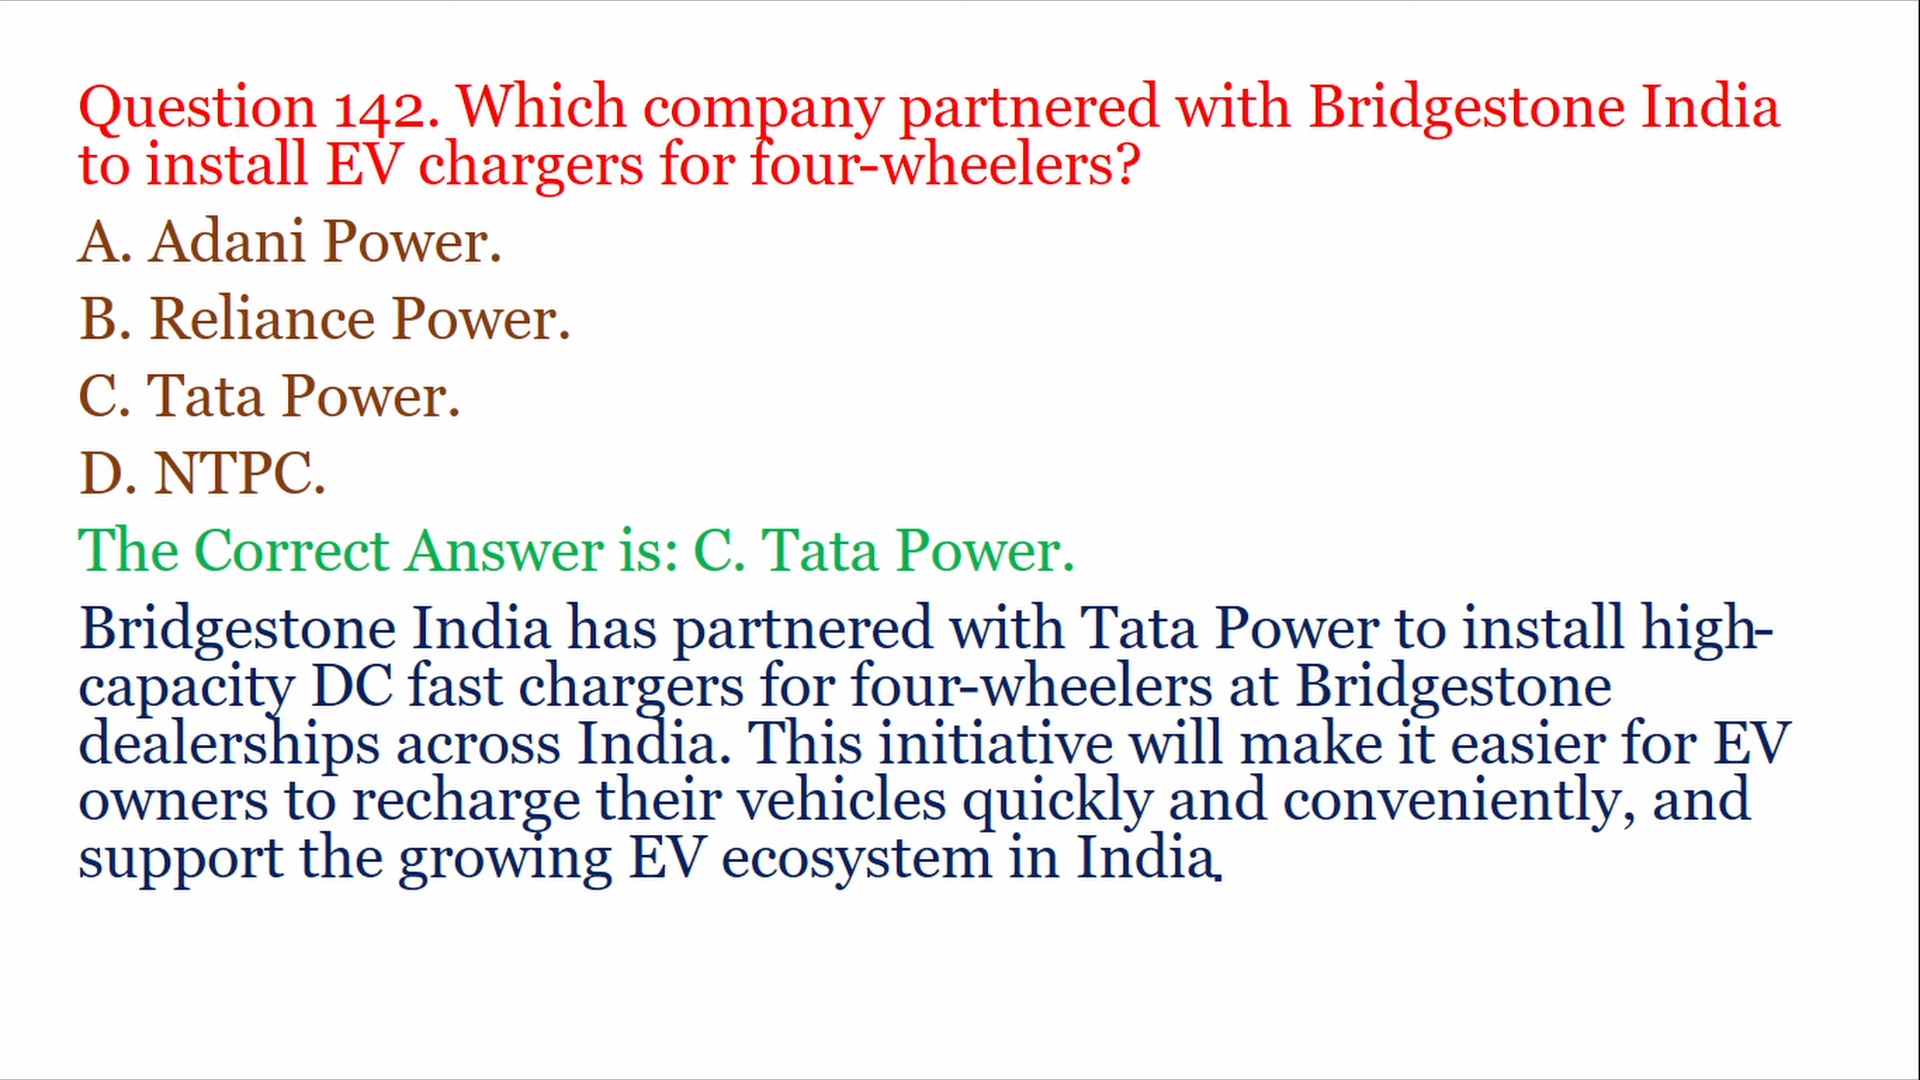 Question 142. Which company partnered with Bridgestone India
to install EV chargers for four-wheelers?
A. Adani Power.
B. Reliance Power.
C. Tata Power.
D. NTPC.
The Correct Answer is: C. Tata Power.
Bridgestone India has partnered with Tata Power to install high-
capacity DC fast chargers for four-wheelers at Bridgestone
dealerships across India. This initiative will make it easier for EV
owners to recharge their vehicles quickly and conveniently, and
support the growing EV ecosystem in India.